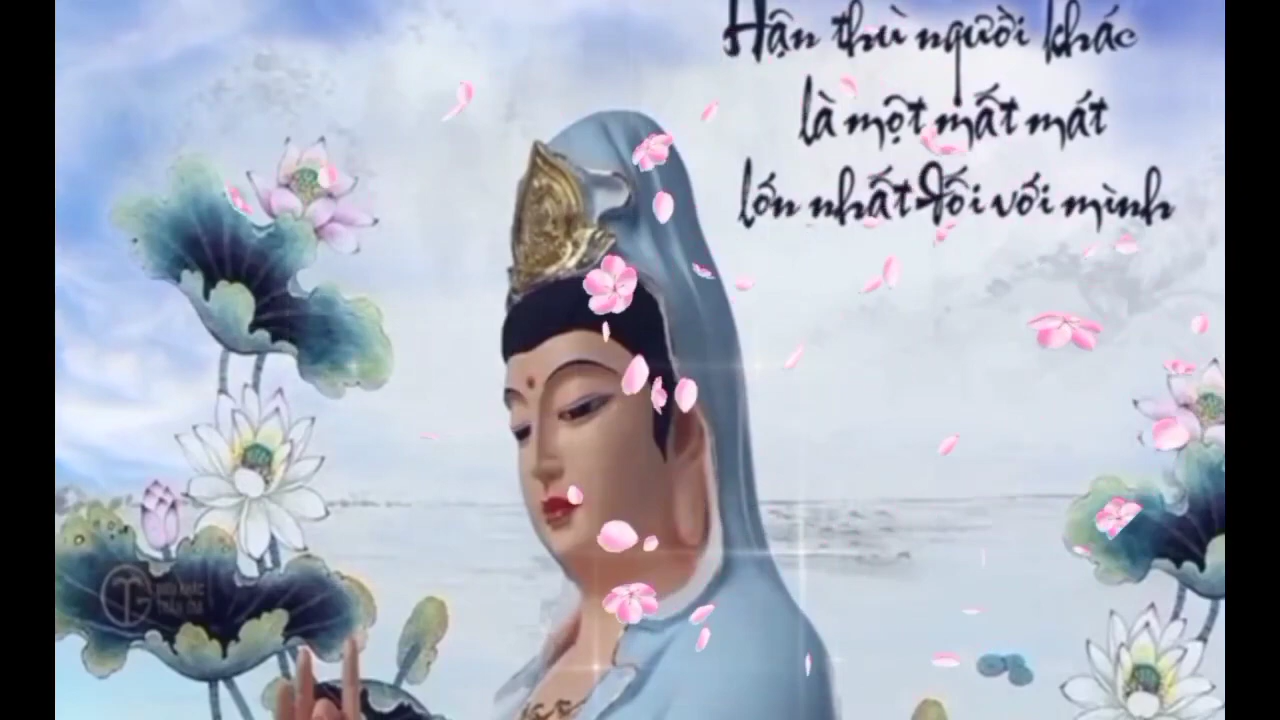 Hận thù người khác
là một mất mát
lớn nhất đối với mình